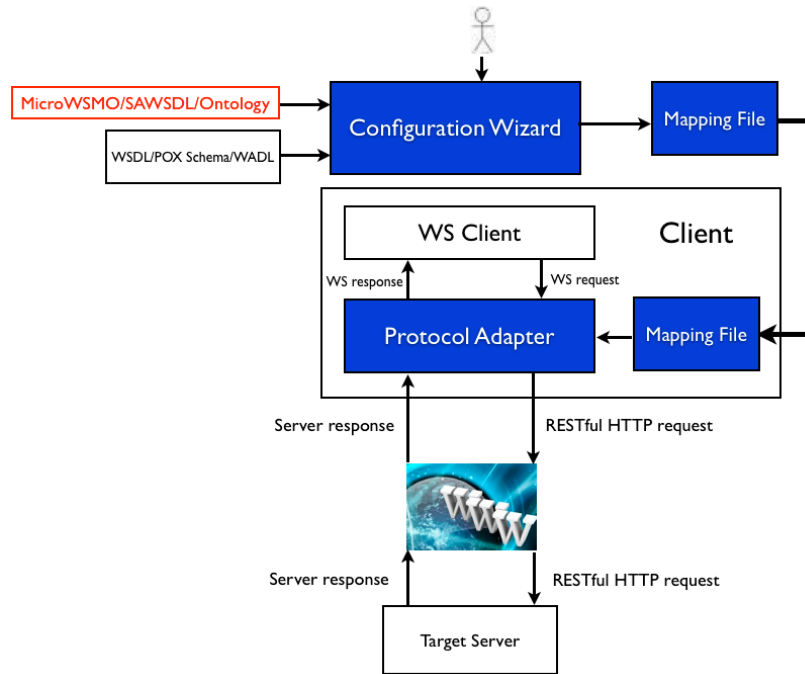 MicroWSMO/SAWSDL/Ontology
Configuration Wizard
Mapping File
WSDL/POX Schema/WADL
WS Client
Client
WS response
WS request
Protocol Adapter
Mapping File
Server response
RESTful HTTP request
WWW
Server response
RESTful HTTP request
Target Server